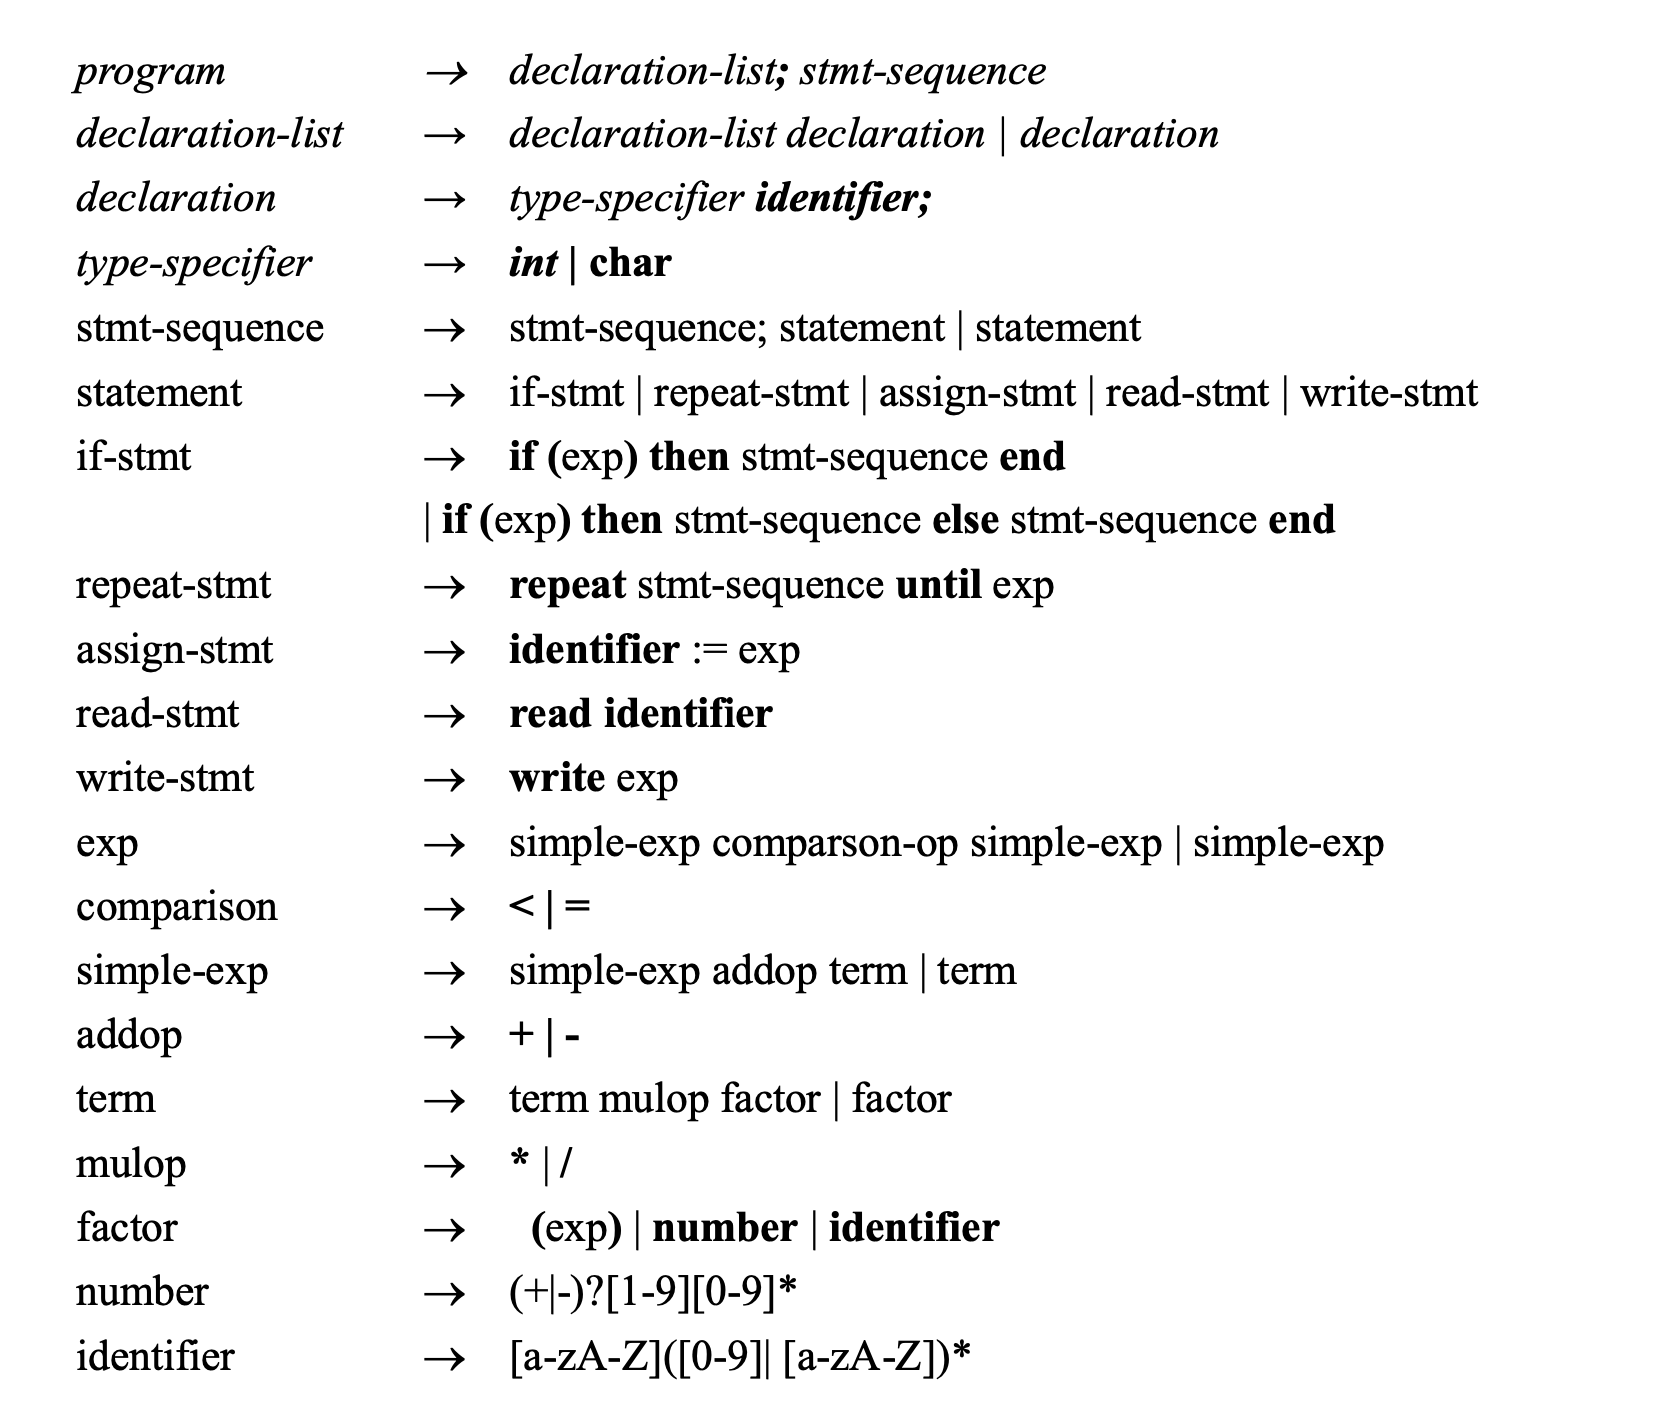 program → declaration-list; stmt-sequence
declaration-list → declaration-list declaration | declaration
declaration → type-specifier identifier;
type-specifier → int | char
stmt-sequence → stmt-sequence; statement | statement
statement → if-stmt | repeat-stmt | assign-stmt | read-stmt | write-stmt
if-stmt → if (exp) then stmt-sequence end
| if (exp) then stmt-sequence else stmt-sequence end
repeat-stmt → repeat stmt-sequence until exp
assign-stmt → identifier := exp
read-stmt → read identifier
write-stmt → write exp
exp → simple-exp comparson-op simple-exp | simple-exp
comparison → < | =
simple-exp → simple-exp addop term | term
addop → + | -
term → term mulop factor | factor
mulop → * | /
factor → (exp) | number | identifier
number → (+|-)?[1-9][0-9]*
identifier → [a-zA-Z]([0-9]| [a-zA-Z])*